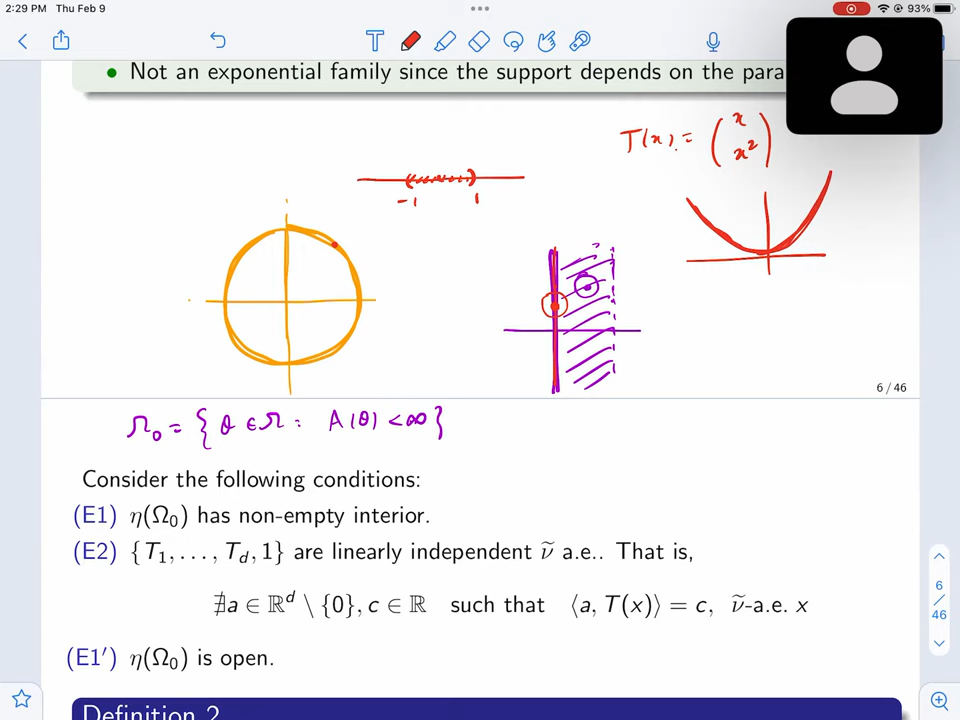 2:29 PM Thu Feb 9
93%
• Not an exponential family since the support depends on the para
T(x) = ( x x² )
-1 1
6 / 46
Ω₀ = { θ ∈ Ω : A(θ) < ∞ }
Consider the following conditions:
(E1) η(Ω₀) has non-empty interior.
(E2) {T₁, . . . , T_d, 1} are linearly independent ν̃ a.e.. That is,
∄a ∈ ℝᵈ \ {0}, c ∈ ℝ such that ⟨a, T(x)⟩ = c, ν̃-a.e. x
(E1′) η(Ω₀) is open.
6
/
46
Definition 2